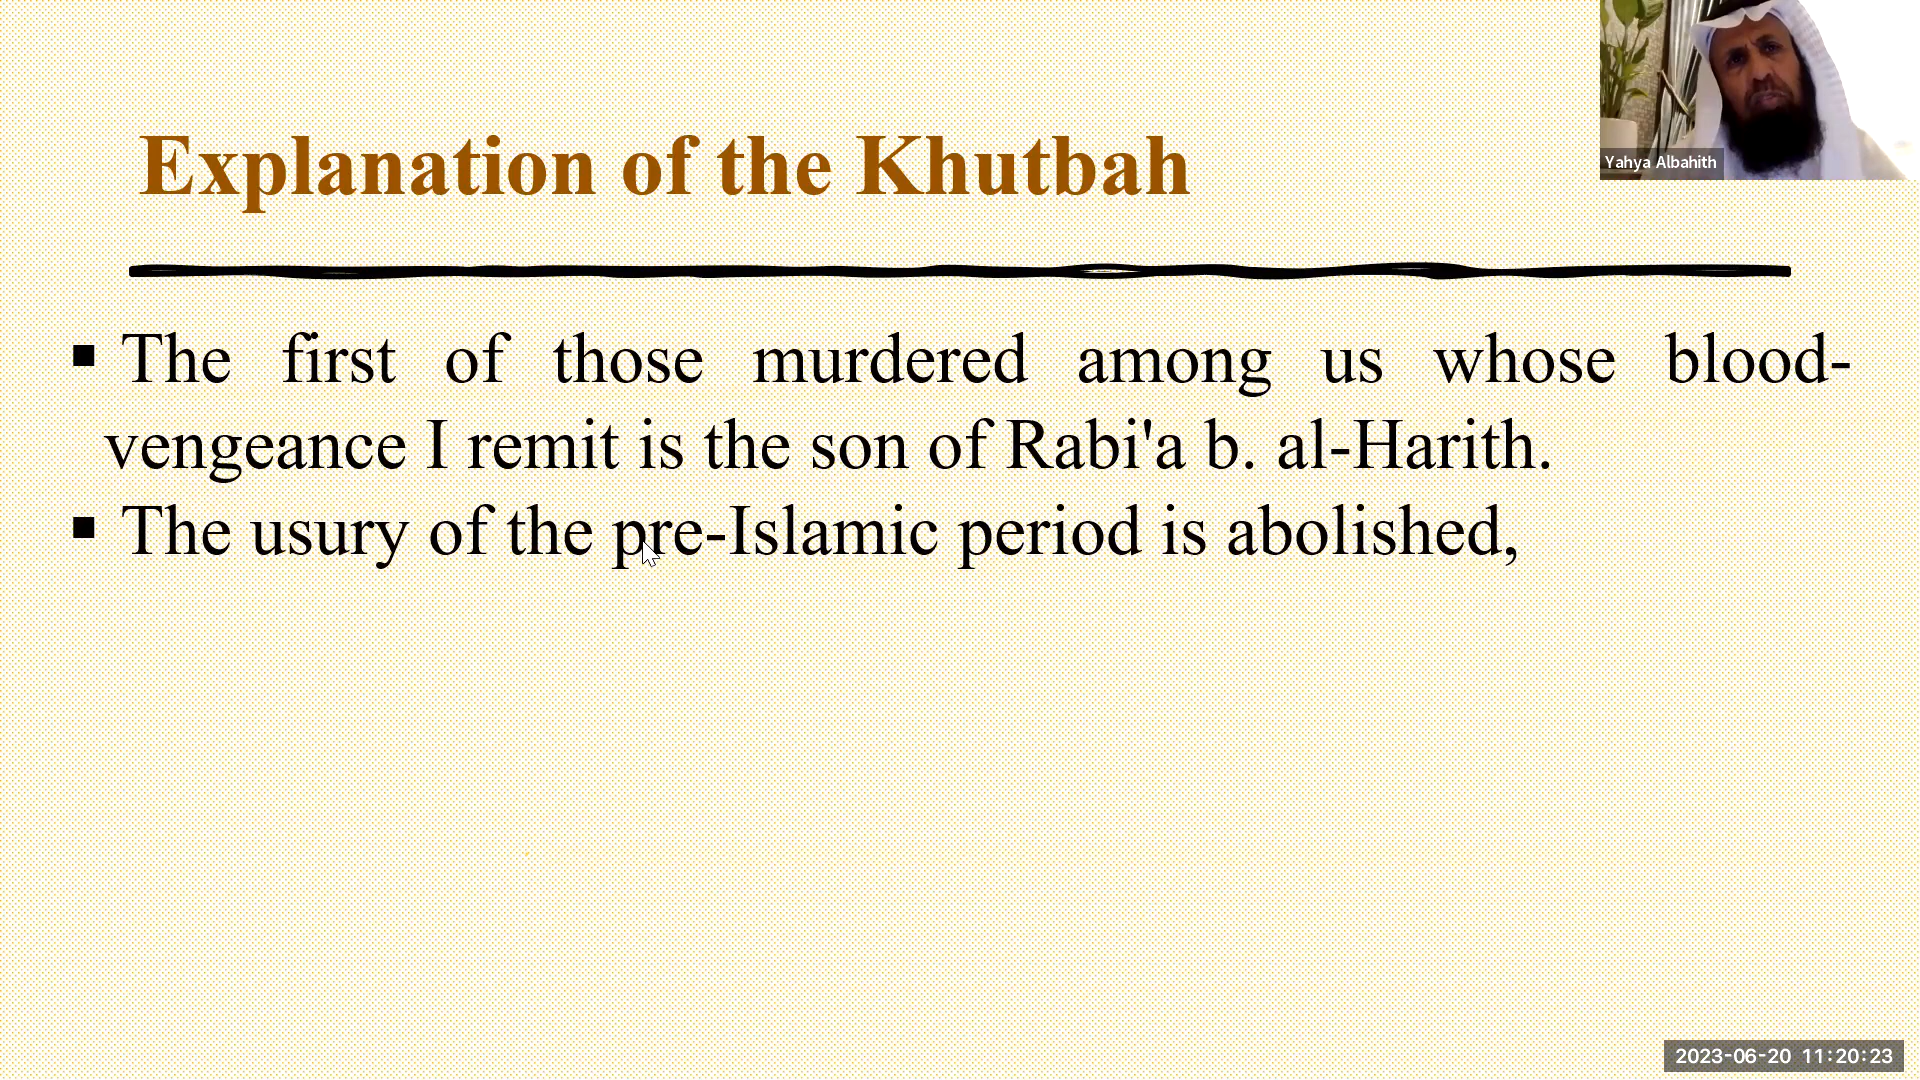 Yahya Albahith
Explanation of the Khutbah
▪ The first of those murdered among us whose blood-
vengeance I remit is the son of Rabi'a b. al-Harith.
▪ The usury of the pre-Islamic period is abolished,
2023-06-20 11:20:23